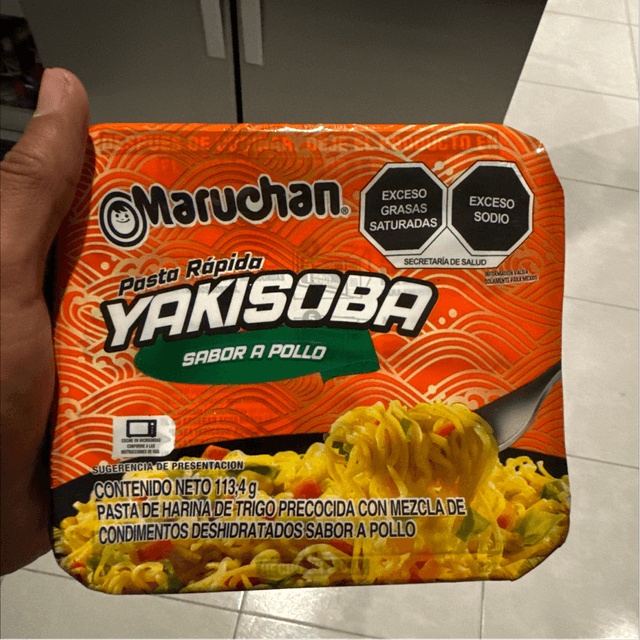 Maruchan®
EXCESO
GRASAS
SATURADAS
EXCESO
SODIO
SECRETARÍA DE SALUD
Pasta Rápida
YAKISOBA
SABOR A POLLO
SUGERENCIA DE PRESENTACIÓN
CONTENIDO NETO 113,4 g
PASTA DE HARINA DE TRIGO PRECOCIDA CON MEZCLA DE
CONDIMENTOS DESHIDRATADOS SABOR A POLLO